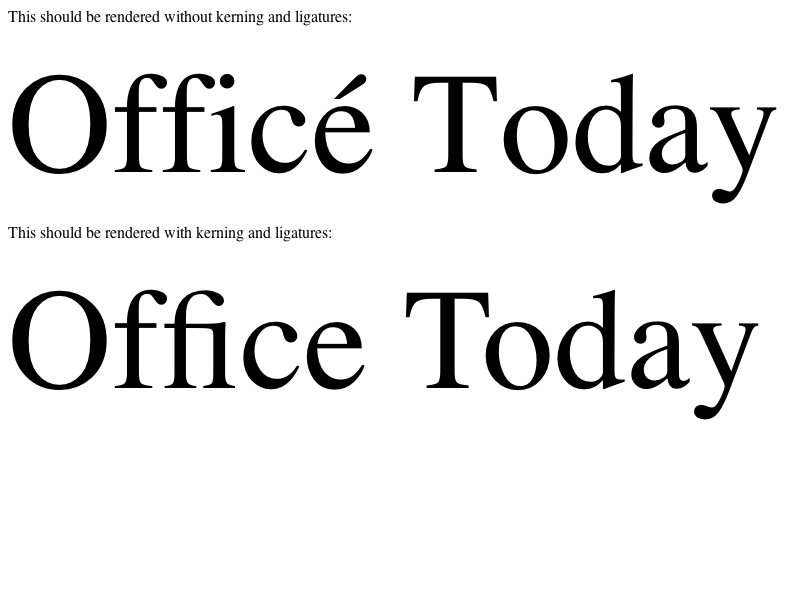 This should be rendered without kerning and ligatures:
Officé Today
This should be rendered with kerning and ligatures:
Office Today